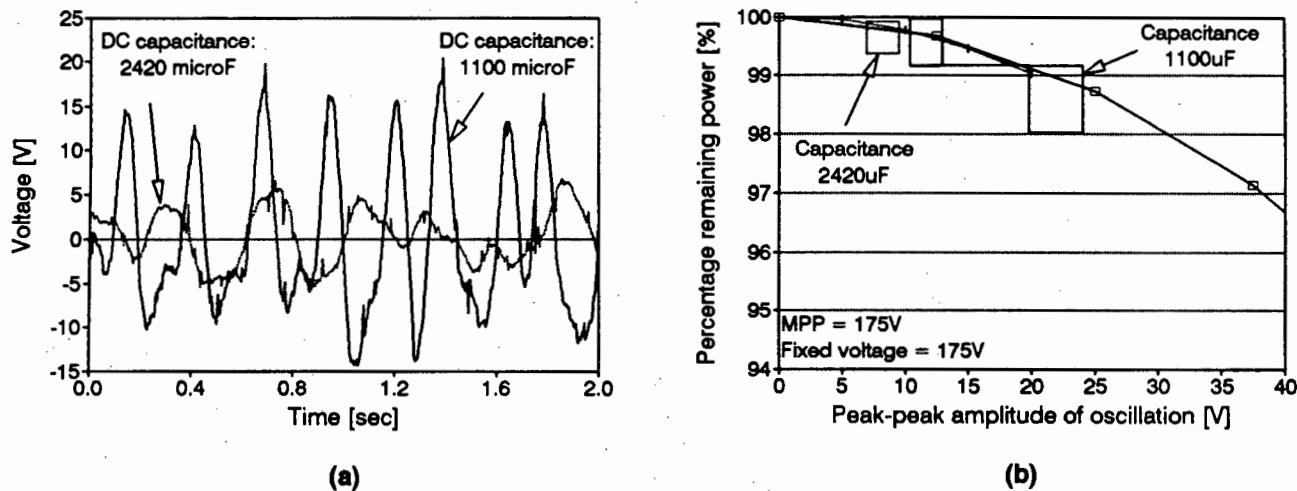 DC capacitance:
2420 microF
DC capacitance:
1100 microF
Voltage [V]
25
20
15
10
5
0
-5
-10
-15
0.0
0.4
0.8
1.2
1.6
2.0
Time [sec]
(a)
Percentage remaining power [%]
100
99
98
97
96
95
94
Capacitance
1100uF
Capacitance
2420uF
MPP = 175V
Fixed voltage = 175V
0
5
10
15
20
25
30
35
40
Peak-peak amplitude of oscillation [V]
(b)